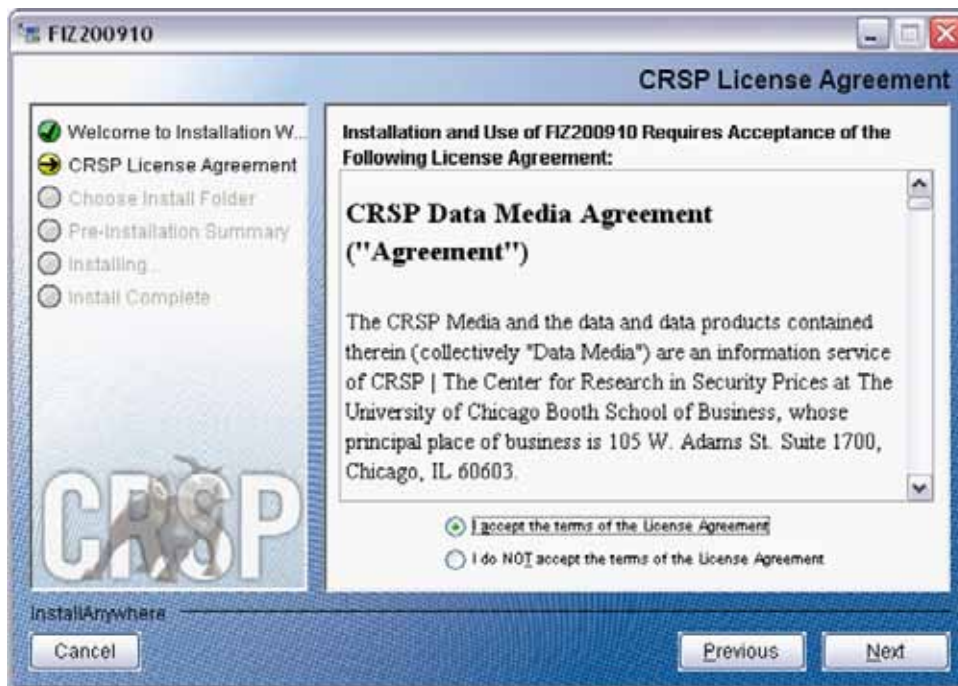 FIZ200910
CRSP License Agreement
Welcome to Installation W...
CRSP License Agreement
Choose Install Folder
Pre-Installation Summary
Installing...
Install Complete
CRSP
Installation and Use of FIZ200910 Requires Acceptance of the
Following License Agreement:
CRSP Data Media Agreement
("Agreement")
The CRSP Media and the data and data products contained
therein (collectively "Data Media") are an information service
of CRSP | The Center for Research in Security Prices at The
University of Chicago Booth School of Business, whose
principal place of business is 105 W. Adams St. Suite 1700,
Chicago, IL 60603.
I accept the terms of the License Agreement
I do NOT accept the terms of the License Agreement
InstallAnywhere
Cancel
Previous
Next